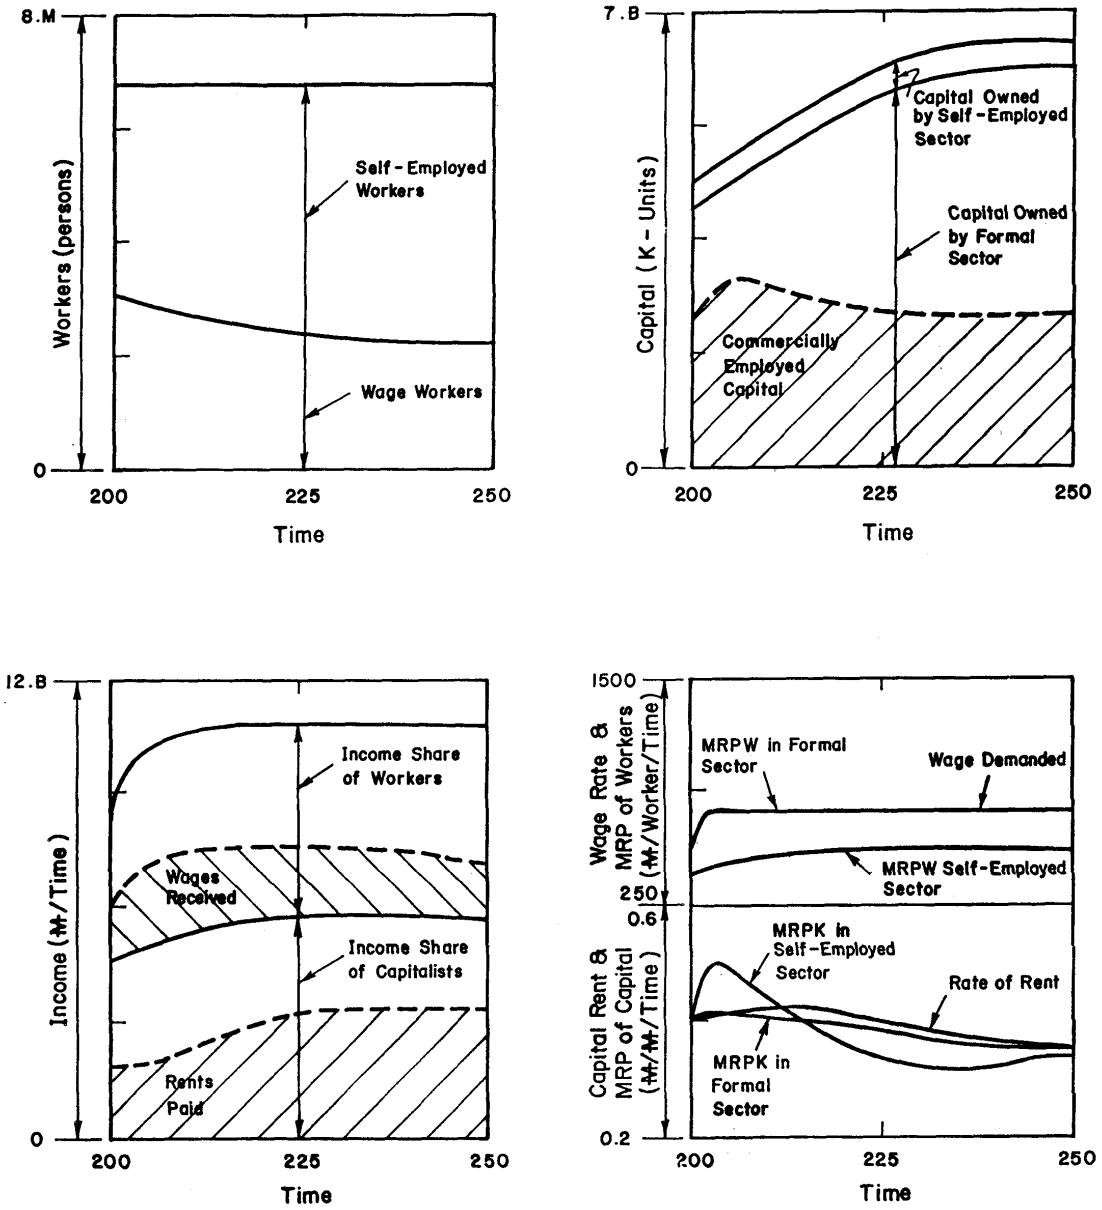 8.M
Workers (persons)
Self-Employed
Workers
Wage Workers
0
200
225
250
Time
7.B
Capital (K-Units)
Capital Owned
by Self-Employed
Sector
Capital Owned
by Formal
Sector
Commercially
Employed
Capital
0
200
225
250
Time
12.B
Income (M/Time)
Income Share
of Workers
Wages
Received
Income Share
of Capitalists
Rents
Paid
0
200
225
250
Time
1500
Wage Rate &
MRP of Workers
(M/Worker/Time)
MRPW in Formal
Sector
Wage Demanded
MRPW Self-Employed
Sector
250
0.6
Capital Rent &
MRP of Capital
(M/M/Time)
MRPK in
Self-Employed
Sector
Rate of Rent
MRPK in
Formal
Sector
0.2
200
225
250
Time